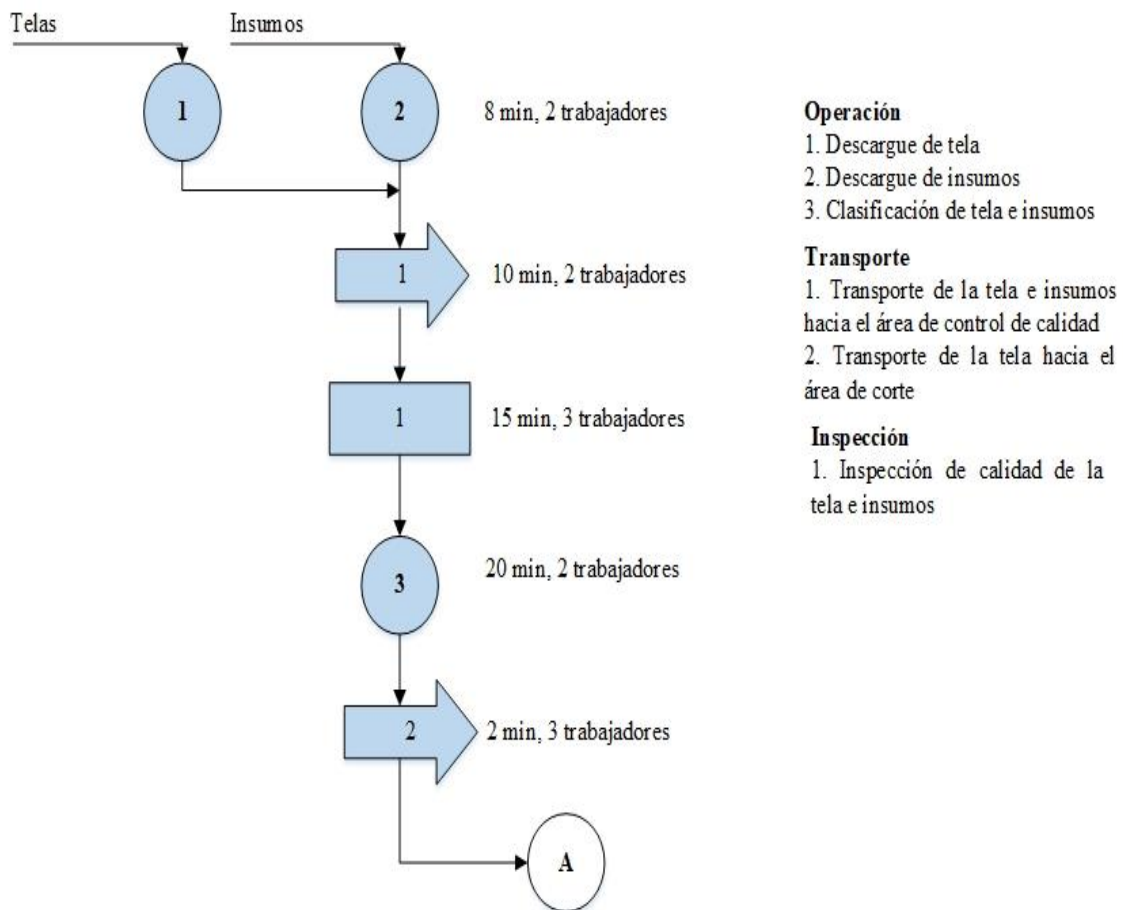 Telas
Insumos
1
2
8 min, 2 trabajadores
1
10 min, 2 trabajadores
1
15 min, 3 trabajadores
3
20 min, 2 trabajadores
2
2 min, 3 trabajadores
A
Operación
1. Descargue de tela
2. Descargue de insumos
3. Clasificación de tela e insumos
Transporte
1. Transporte de la tela e insumos
hacia el área de control de calidad
2. Transporte de la tela hacia el
área de corte
Inspección
1. Inspección de calidad de la
tela e insumos